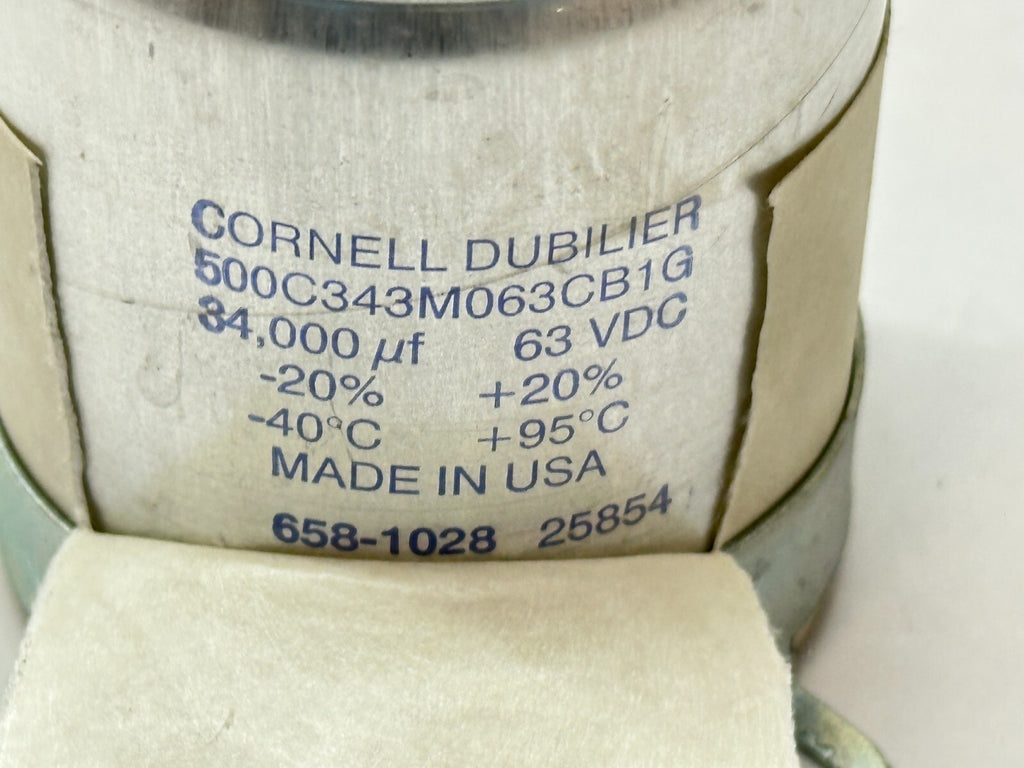 CORNELL DUBILIER
500C343M063CB1G
34,000 µf 63 VDC
-20% +20%
-40°C +95°C
MADE IN USA
658-1028 25854